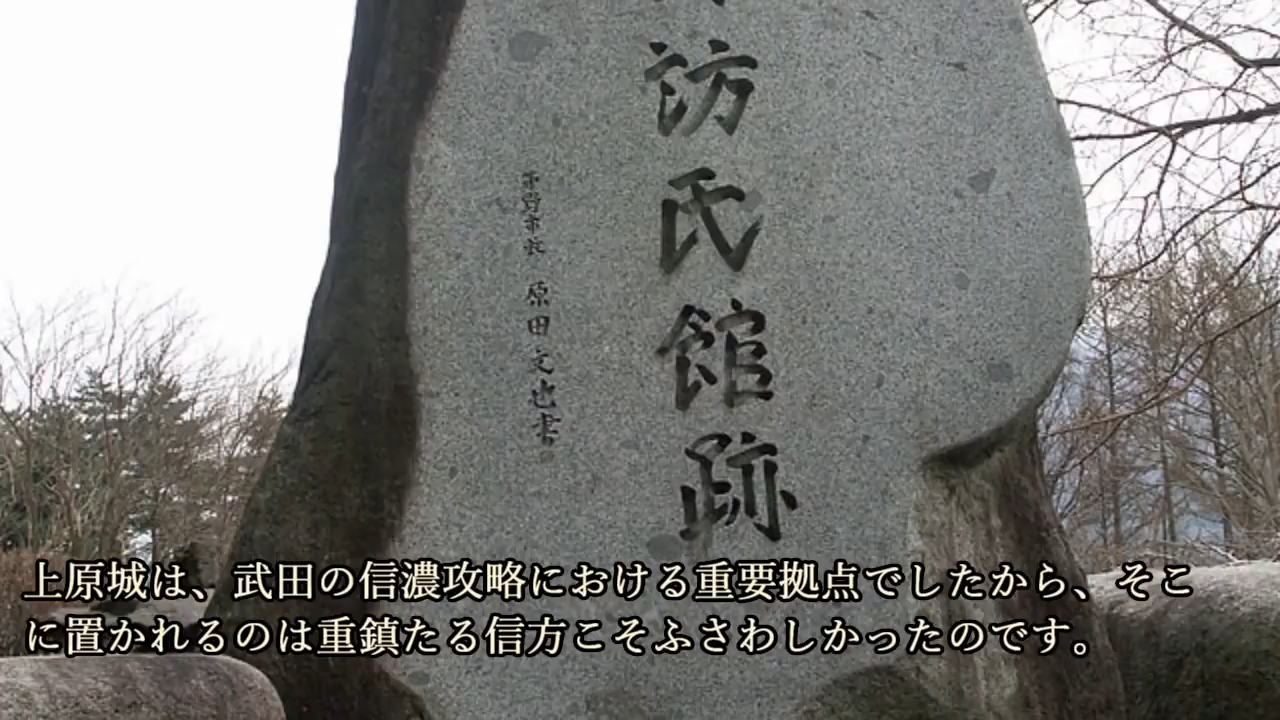 訪氏館跡
茅野市長 原田文也書
上原城は、武田の信濃攻略における重要拠点でしたから、そこ
に置かれるのは重鎮たる信方こそふさわしかったのです。